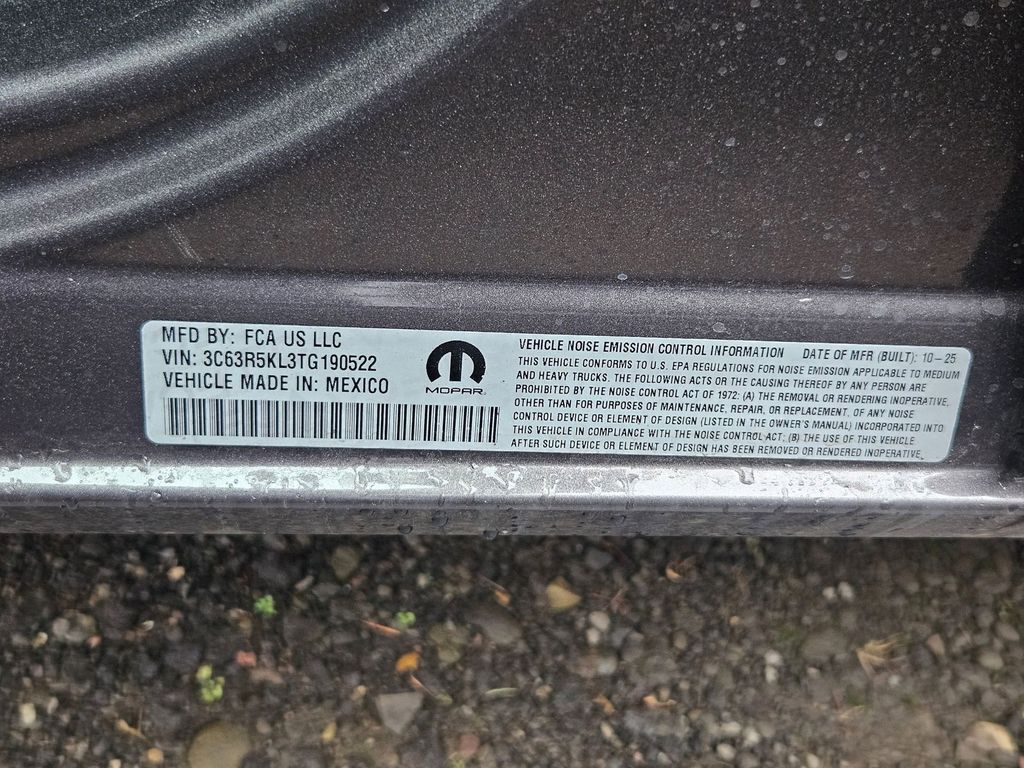 MFD BY: FCA US LLC
VIN: 3C63R5KL3TG190522
VEHICLE MADE IN: MEXICO
MOPAR
VEHICLE NOISE EMISSION CONTROL INFORMATION DATE OF MFR (BUILT): 10-25
THIS VEHICLE CONFORMS TO U.S. EPA REGULATIONS FOR NOISE EMISSION APPLICABLE TO MEDIUM
AND HEAVY TRUCKS. THE FOLLOWING ACTS OR THE CAUSING THEREOF BY ANY PERSON ARE
PROHIBITED BY THE NOISE CONTROL ACT OF 1972: (A) THE REMOVAL OR RENDERING INOPERATIVE,
OTHER THAN FOR PURPOSES OF MAINTENANCE, REPAIR, OR REPLACEMENT, OF ANY NOISE
CONTROL DEVICE OR ELEMENT OF DESIGN (LISTED IN THE OWNER'S MANUAL) INCORPORATED INTO
THIS VEHICLE IN COMPLIANCE WITH THE NOISE CONTROL ACT; (B) THE USE OF THIS VEHICLE
AFTER SUCH DEVICE OR ELEMENT OF DESIGN HAS BEEN REMOVED OR RENDERED INOPERATIVE.